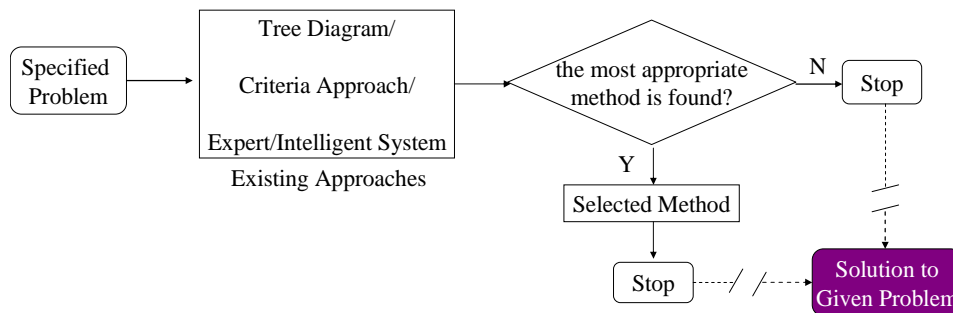 Specified
Problem
Tree Diagram/
Criteria Approach/
Expert/Intelligent System
Existing Approaches
the most appropriate
method is found?
N
Stop
Y
Selected Method
Stop
Solution to
Given Problem